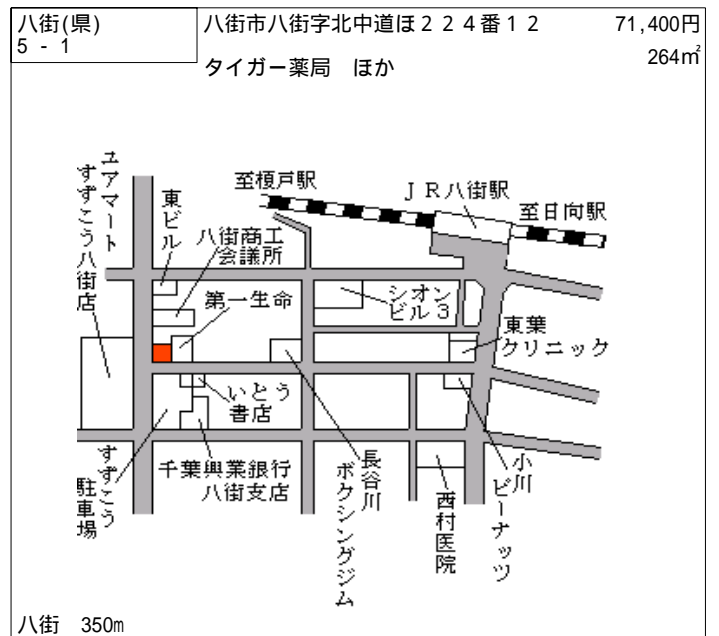 八街(県)
5 - 1
八街市八街字北中道ほ２２４番１２
71,400円
タイガー薬局　ほか
264㎡
至榎戸駅
ＪＲ八街駅
至日向駅
ユアマート
すずこう八街店
東ビル
八街商工
会議所
第一生命
シオン
ビル３
東葉
クリニック
いとう
書店
千葉興業銀行
八街支店
すずこう
駐車場
長谷川
ボクシングジム
西村医院
小川
ピーナッツ
八街　350m